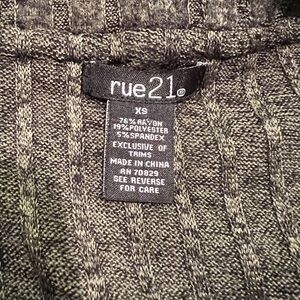 rue21®
XS
76% RAYON
19% POLYESTER
5% SPANDEX
EXCLUSIVE OF
TRIMS
MADE IN CHINA
RN 70829
SEE REVERSE
FOR CARE